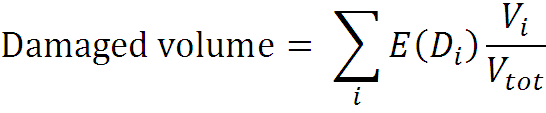 Damaged volume = ∑_i E(D_i) V_i / V_tot